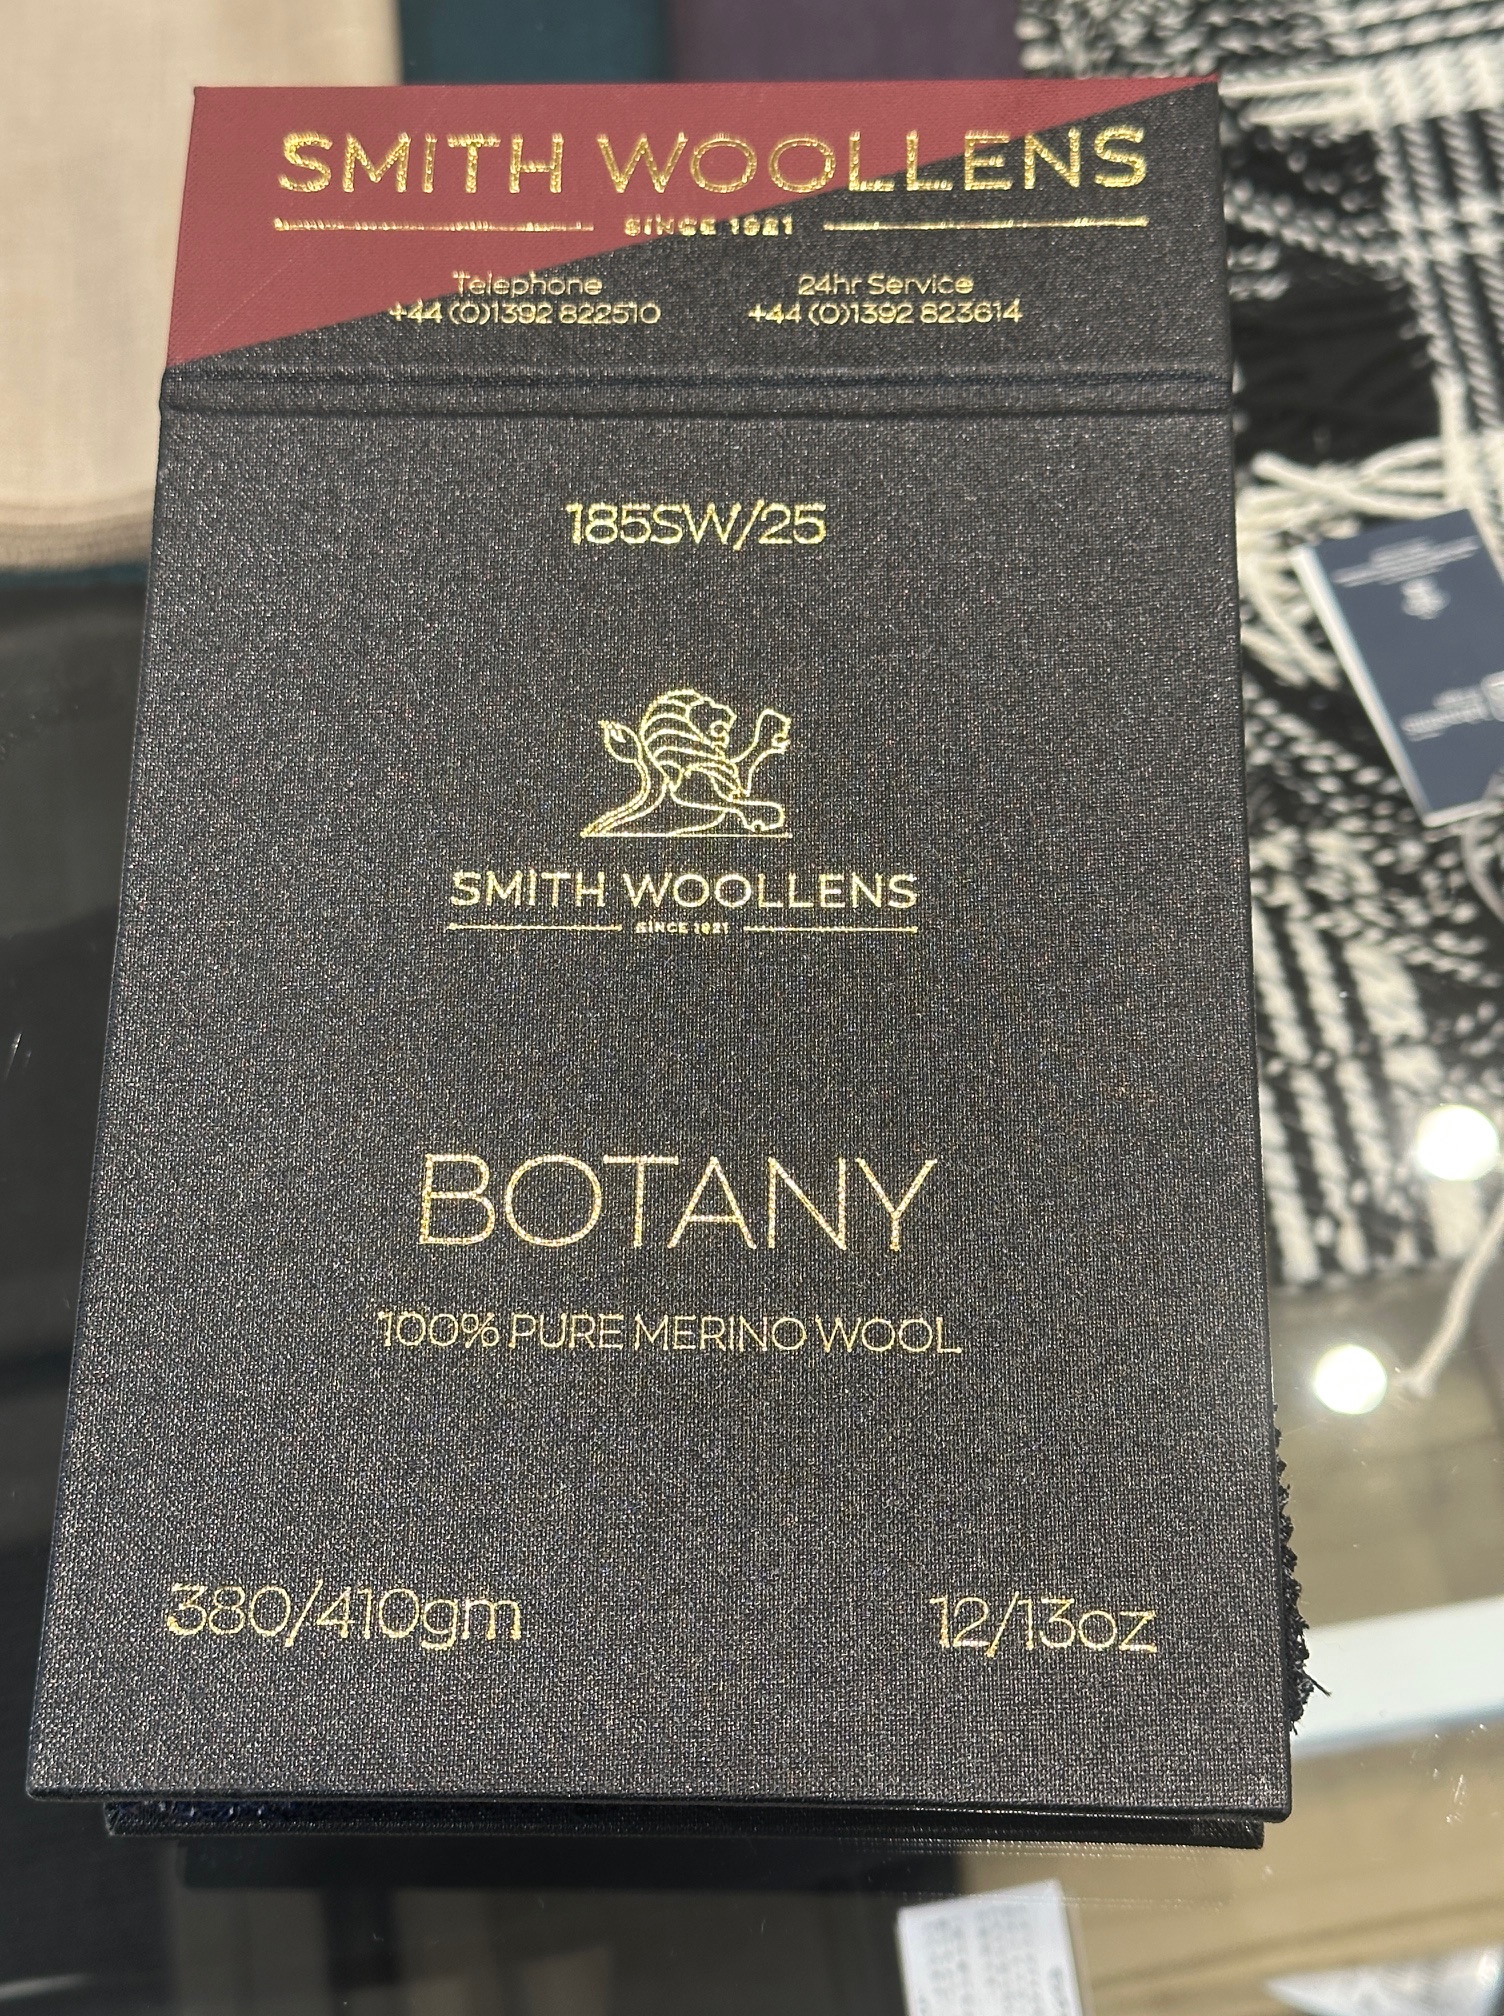 SMITH WOOLLENS
SINCE 1921
Telephone
+44 (0)1392 822510
24hr Service
+44 (0)1392 823614
185SW/25
SMITH WOOLLENS
SINCE 1921
BOTANY
100% PURE MERINO WOOL
380/410gm
12/13oz